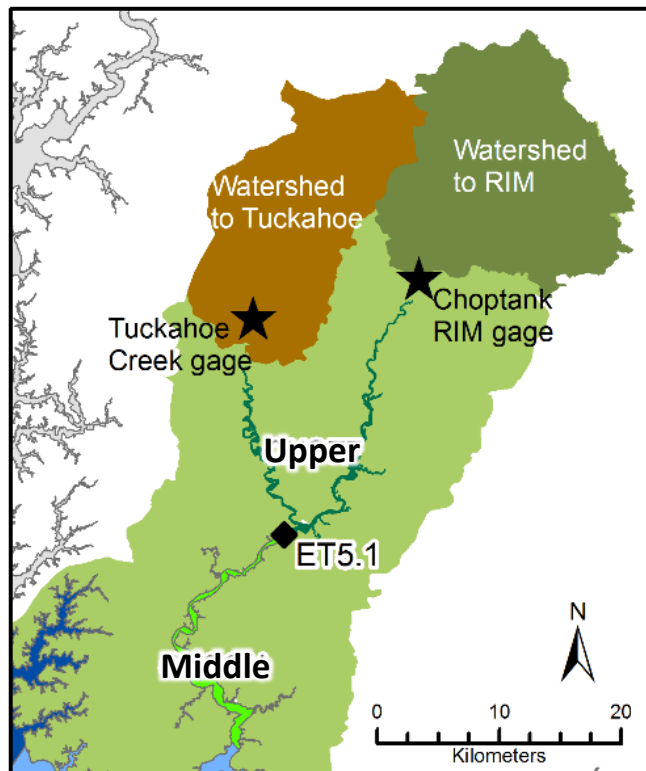 Watershed
to RIM
Watershed
to Tuckahoe
Choptank
RIM gage
Tuckahoe
Creek gage
Upper
ET5.1
Middle
N
0 10 20
Kilometers